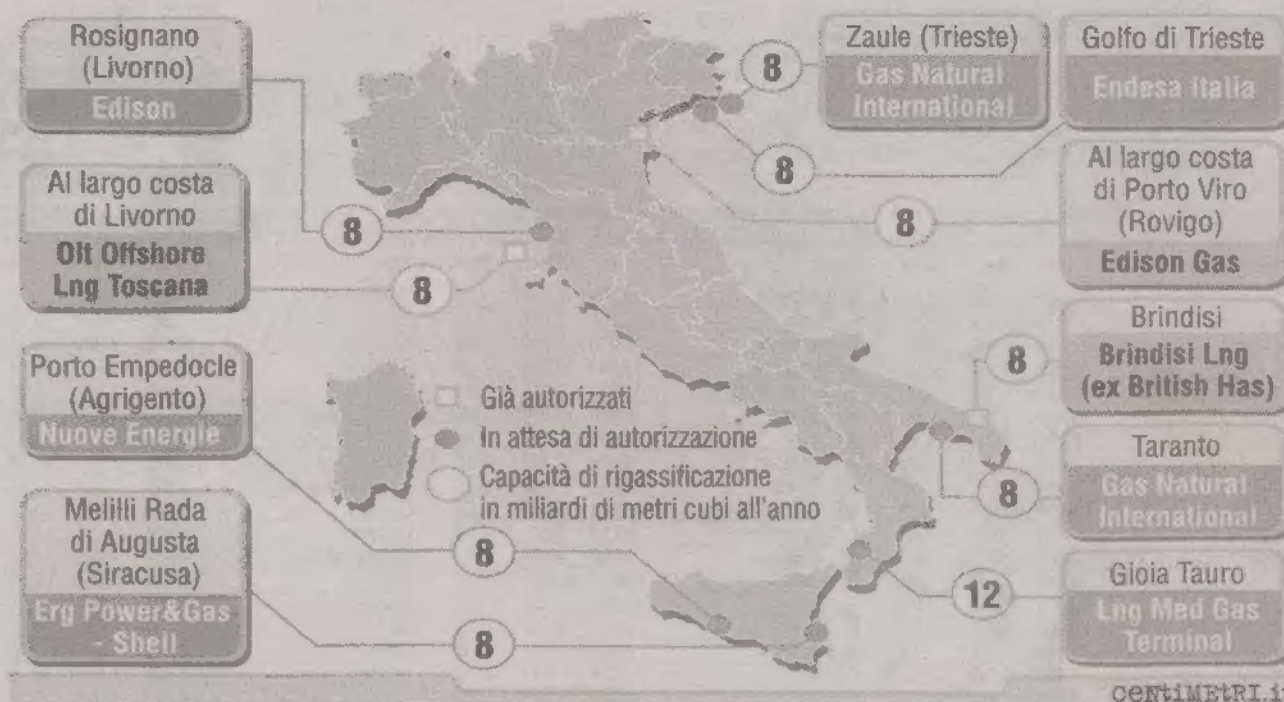 Rosignano
(Livorno)
Edison
Al largo costa
di Livorno
Olt Offshore
Lng Toscana
Porto Empedocle
(Agrigento)
Nuove Energie
Melilli Rada
di Augusta
(Siracusa)
Erg Power&Gas
- Shell
8
8
8
8
Già autorizzati
In attesa di autorizzazione
Capacità di rigassificazione
in miliardi di metri cubi all'anno
8
8
8
8
8
12
Zaule (Trieste)
Gas Natural
International
Golfo di Trieste
Endesa Italia
Al largo costa
di Porto Viro
(Rovigo)
Edison Gas
Brindisi
Brindisi Lng
(ex British Has)
Taranto
Gas Natural
International
Gioia Tauro
Lng Med Gas
Terminal
CENTIMETRI.it